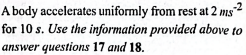 A body accelerates uniformly from rest at 2 ms⁻²
for 10 s. Use the information provided above to
answer questions 17 and 18.